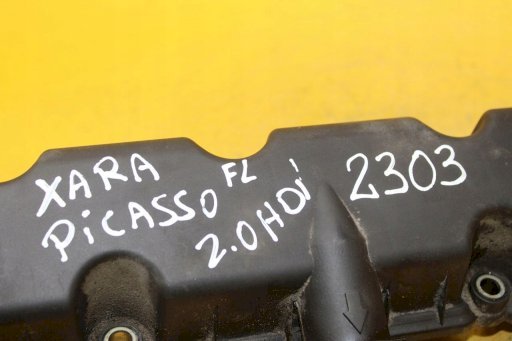 XARA
PiCASSO FL
2.0HDi 2303